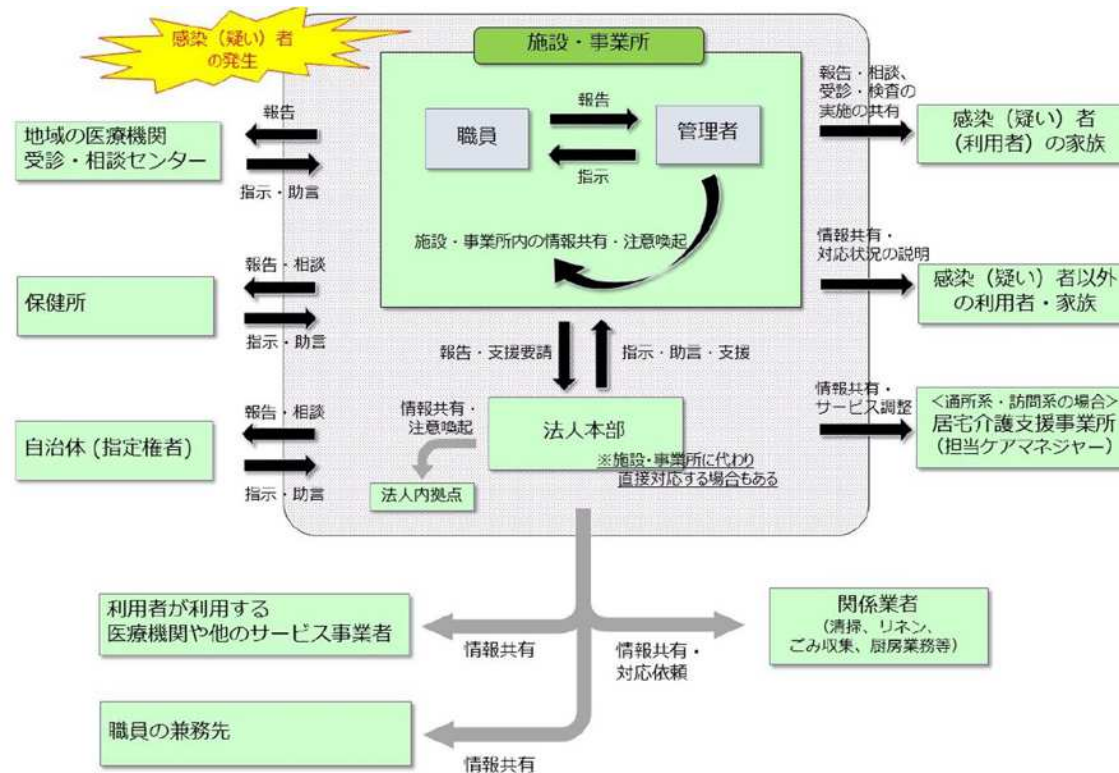 感染（疑い）者
の発生
施設・事業所
報告
地域の医療機関
受診・相談センター
指示・助言
職員
報告
指示
管理者
施設・事業所内の情報共有・注意喚起
報告・相談、
受診・検査の
実施の共有
感染（疑い）者
（利用者）の家族
報告・相談
保健所
指示・助言
情報共有・
対応状況の説明
感染（疑い）者以外
の利用者・家族
報告・支援要請
指示・助言・支援
報告・相談
自治体 (指定権者)
指示・助言
情報共有・
注意喚起
法人本部
※施設・事業所に代わり
直接対応する場合もある
法人内拠点
情報共有・
サービス調整
＜通所系・訪問系の場合＞
居宅介護支援事業所
（担当ケアマネジャー）
利用者が利用する
医療機関や他のサービス事業者
情報共有
情報共有・
対応依頼
関係業者
（清掃、リネン、
ごみ収集、厨房業務等）
職員の兼務先
情報共有